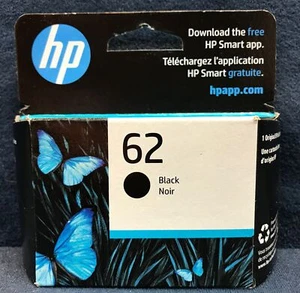 hp
Download the free
HP Smart app.
Téléchargez l'application
HP Smart gratuite.
hpapp.com
62
Black
Noir